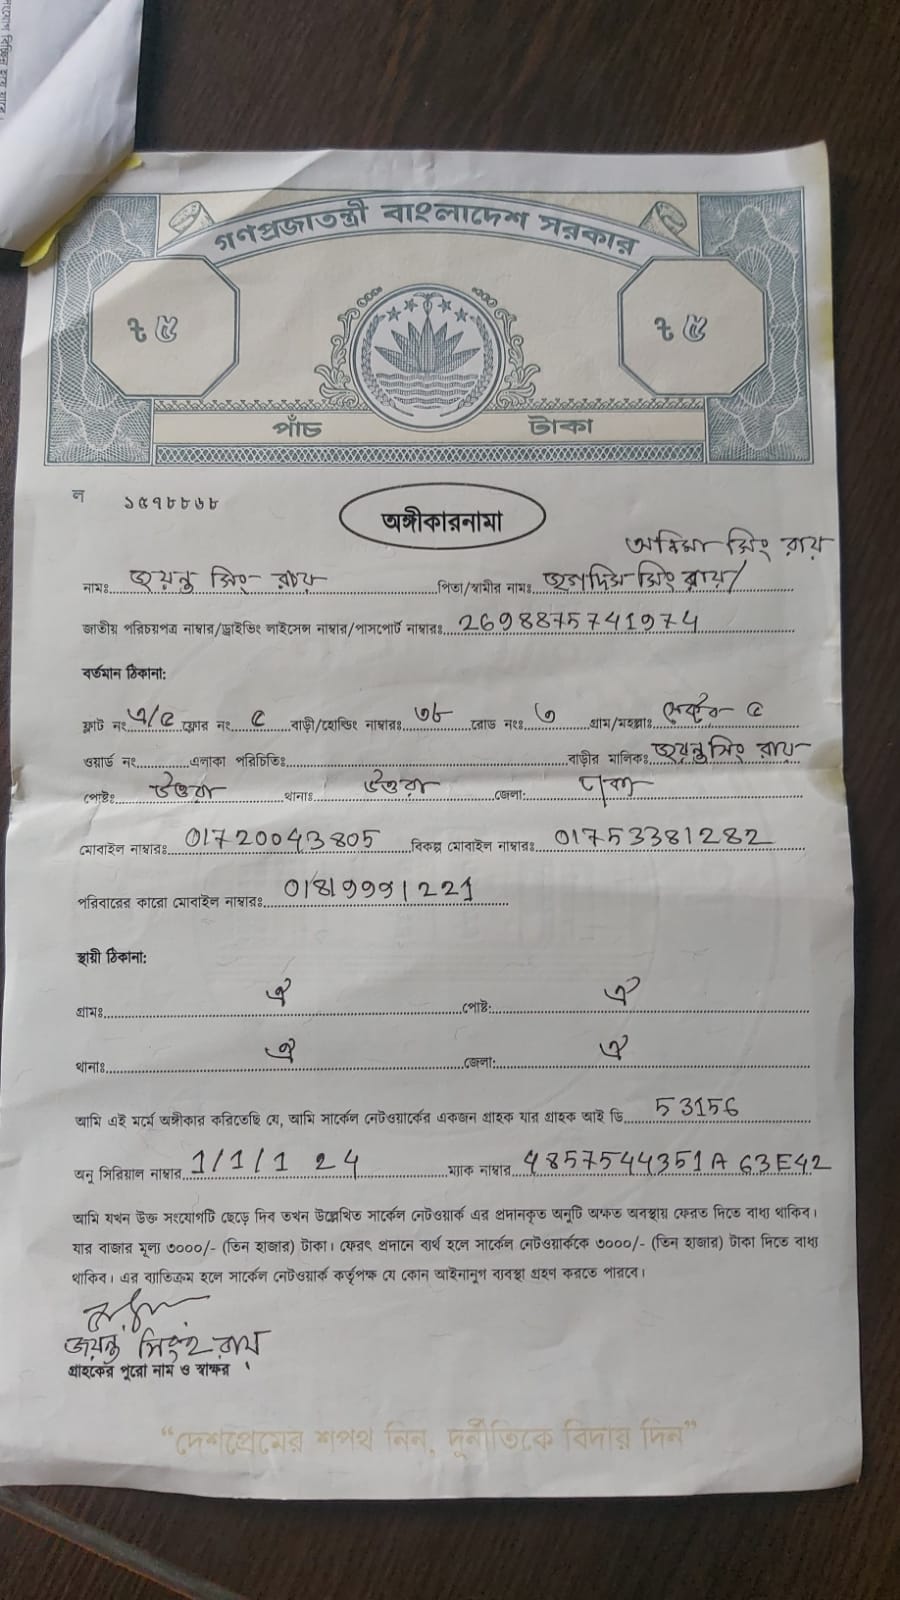 গণপ্রজাতন্ত্রী বাংলাদেশ সরকার
৳ ৫ ৳ ৫
পাঁচ টাকা
ল ১৫৭৮৮৬৮
অঙ্গীকারনামা
অনিমা সিং রায়
নামঃ জয়ন্ত সিং রায় পিতা/স্বামীর নামঃ জগদিস সিং রায়/
জাতীয় পরিচয়পত্র নাম্বার/ড্রাইভিং লাইসেন্স নাম্বার/পাসপোর্ট নাম্বারঃ 2698875741974
বর্তমান ঠিকানা:
ফ্লাট নং এ/৫ ফ্লোর নং ৫ বাড়ী/হোল্ডিং নাম্বারঃ ৩৮ রোড নংঃ ৩ গ্রাম/মহল্লাঃ সেক্টর- ৫
ওয়ার্ড নং এলাকা পরিচিতিঃ বাড়ীর মালিকঃ জয়ন্ত সিং রায়
পোষ্টঃ উত্তরা থানাঃ উত্তরা জেলাঃ ঢাকা
মোবাইল নাম্বারঃ 01720043805 বিকল্প মোবাইল নাম্বারঃ 01753381282
পরিবারের কারো মোবাইল নাম্বারঃ 01819991221
স্থায়ী ঠিকানা:
গ্রামঃ ঐ পোষ্ট: ঐ
থানাঃ ঐ জেলা: ঐ
আমি এই মর্মে অঙ্গীকার করিতেছি যে, আমি সার্কেল নেটওয়ার্কের একজন গ্রাহক যার গ্রাহক আই ডি 53156
অনু সিরিয়াল নাম্বার 1/1/1 24 ম্যাক নাম্বার 4857544351A63E42
আমি যখন উক্ত সংযোগটি ছেড়ে দিব তখন উল্লেখিত সার্কেল নেটওয়ার্ক এর প্রদানকৃত অনুটি অক্ষত অবস্থায় ফেরত দিতে বাধ্য থাকিব।
যার বাজার মূল্য ৩০০০/- (তিন হাজার) টাকা। ফেরৎ প্রদানে ব্যর্থ হলে সার্কেল নেটওয়ার্ককে ৩০০০/- (তিন হাজার) টাকা দিতে বাধ্য
থাকিব। এর ব্যতিক্রম হলে সার্কেল নেটওয়ার্ক কর্তৃপক্ষ যে কোন আইনানুগ ব্যবস্থা গ্রহণ করতে পারবে।
জয়ন্ত সিংহ রায়
গ্রাহকের পুরো নাম ও স্বাক্ষর
“দেশপ্রেমের শপথ নিন, দুর্নীতিকে বিদায় দিন”